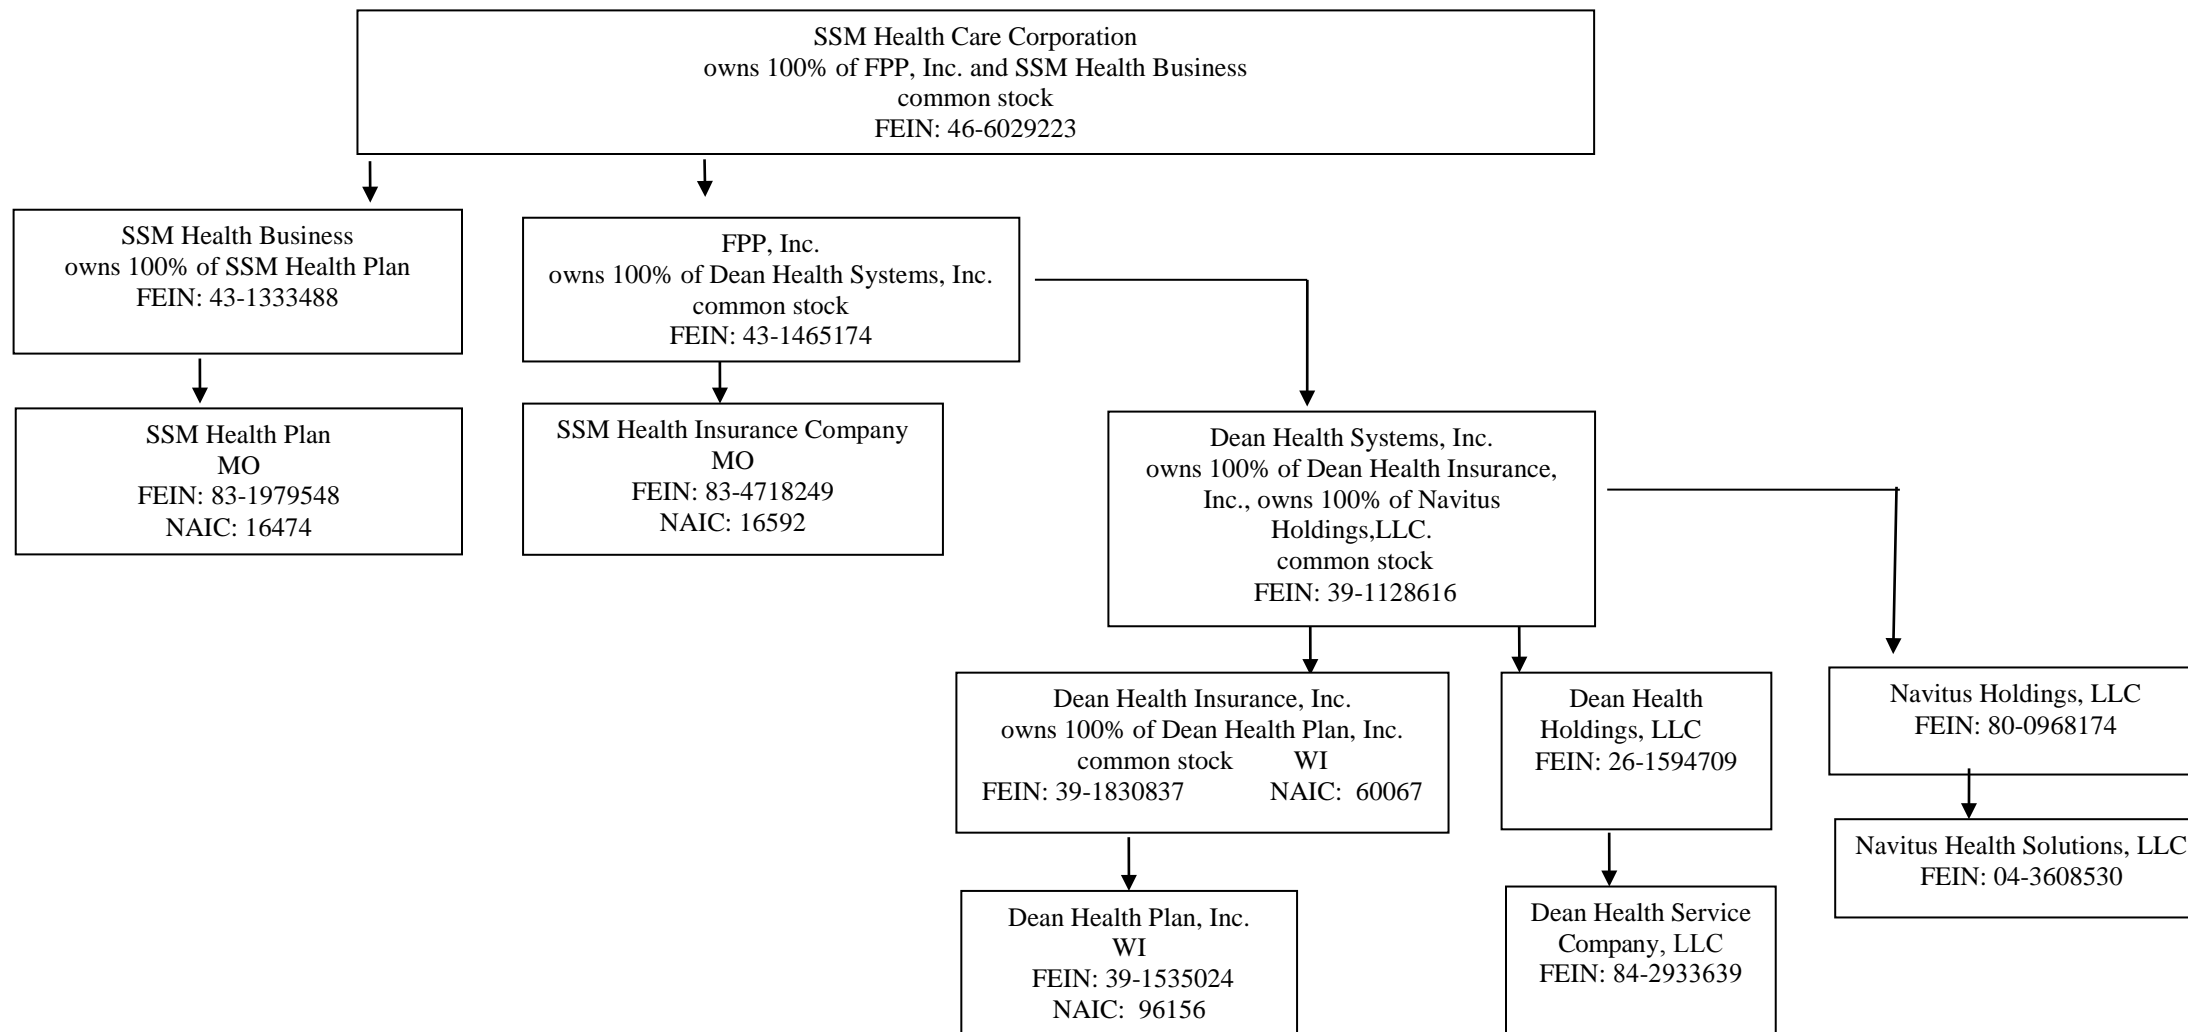 SSM Health Care Corporation
owns 100% of FPP, Inc. and SSM Health Business
common stock
FEIN: 46-6029223
SSM Health Business
owns 100% of SSM Health Plan
FEIN: 43-1333488
FPP, Inc.
owns 100% of Dean Health Systems, Inc.
common stock
FEIN: 43-1465174
SSM Health Plan
MO
FEIN: 83-1979548
NAIC: 16474
SSM Health Insurance Company
MO
FEIN: 83-4718249
NAIC: 16592
Dean Health Systems, Inc.
owns 100% of Dean Health Insurance,
Inc., owns 100% of Navitus
Holdings,LLC.
common stock
FEIN: 39-1128616
Dean Health Insurance, Inc.
owns 100% of Dean Health Plan, Inc.
common stock WI
FEIN: 39-1830837 NAIC: 60067
Dean Health
Holdings, LLC
FEIN: 26-1594709
Navitus Holdings, LLC
FEIN: 80-0968174
Navitus Health Solutions, LLC
FEIN: 04-3608530
Dean Health Plan, Inc.
WI
FEIN: 39-1535024
NAIC: 96156
Dean Health Service
Company, LLC
FEIN: 84-2933639